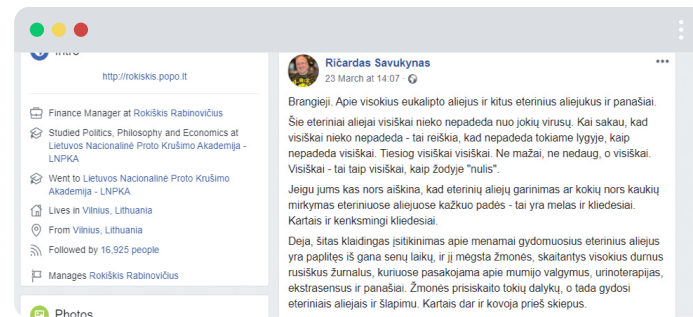 Intro
http://rokiskis.popo.lt
Finance Manager at Rokiškis Rabinovičius
Studied Politics, Philosophy and Economics at
Lietuvos Nacionalinė Proto Krušimo Akademija -
LNPKA
Went to Lietuvos Nacionalinė Proto Krušimo
Akademija - LNPKA
Lives in Vilnius, Lithuania
From Vilnius, Lithuania
Followed by 16,925 people
Manages Rokiškis Rabinovičius
Photos
Ričardas Savukynas
23 March at 14:07 ·
Brangieji. Apie visokius eukalipto aliejus ir kitus eterinius aliejukus ir panašiai.
Šie eteriniai aliejai visiškai nieko nepadeda nuo jokių virusų. Kai sakau, kad
visiškai nieko nepadeda - tai reiškia, kad nepadeda tokiame lygyje, kaip
nepadeda visiškai. Tiesiog visiškai visiškai. Ne mažai, ne nedaug, o visiškai.
Visiškai - tai taip visiškai, kaip žodyje "nulis".
Jeigu jums kas nors aiškina, kad eterinių aliejų garinimas ar kokių nors kaukių
mirkymas eteriniuose aliejuose kažkuo padės - tai yra melas ir kliedesiai.
Kartais ir kenksmingi kliedesiai.
Deja, šitas klaidingas įsitikinimas apie menamai gydomuosius eterinius aliejus
yra paplitęs iš gana senų laikų, ir jį mėgsta žmonės, skaitantys visokius durnus
rusiškus žurnalus, kuriuose pasakojama apie mumijo valgymus, urinoterapijas,
ekstrasensus ir panašiai. Žmonės prisiskaito tokių dalykų, o tada gydosi
eteriniais aliejais ir šlapimu. Kartais dar ir kovoja prieš skiepus.